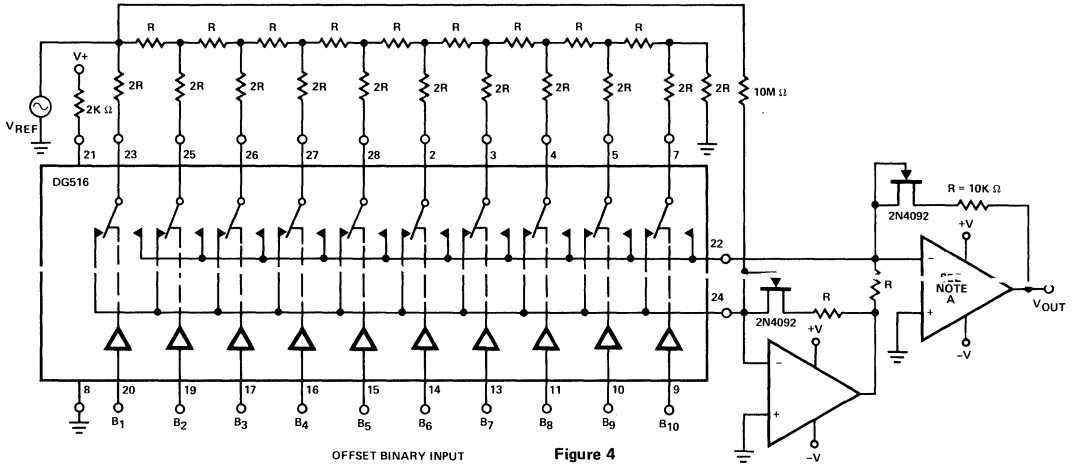 R R R R R R R R R
V+
2R 2R 2R 2R 2R 2R 2R 2R 2R 2R 2R 10M Ω
2K Ω
VREF
21 23 25 26 27 28 2 3 4 5 7
DG516
2N4092
R = 10K Ω
+V
22
−
SEE
NOTE
A
R
VOUT
24
+
2N4092
R
+V
−V
−
8 20 19 17 16 15 14 13 11 10 9
+
B1 B2 B3 B4 B5 B6 B7 B8 B9 B10
−V
OFFSET BINARY INPUT
Figure 4